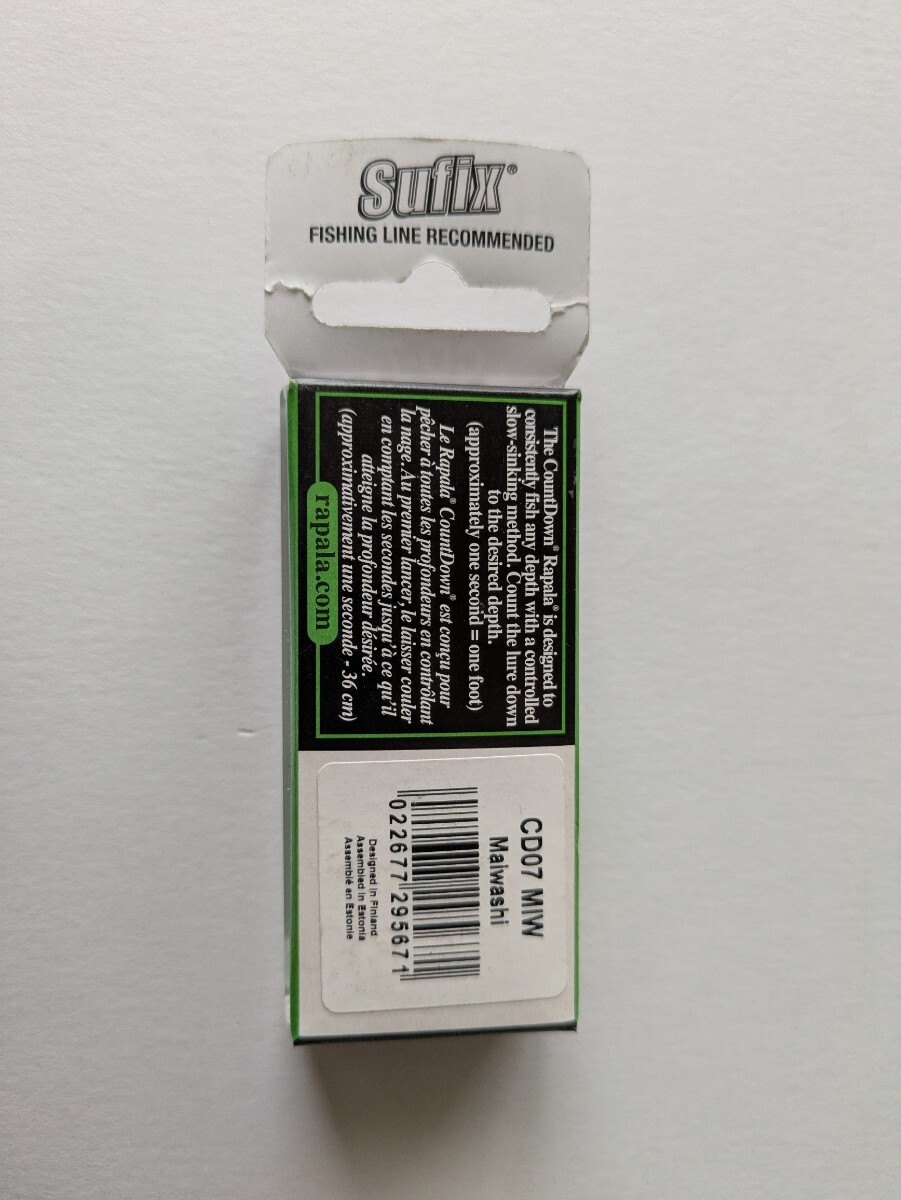 Sufix®
FISHING LINE RECOMMENDED
The CountDown® Rapala® is designed to
consistently fish any depth with a controlled
slow-sinking method. Count the lure down
to the desired depth.
(approximately one second = one foot)
Le Rapala® CountDown® est conçu pour
pêcher à toutes les profondeurs en contrôlant
la nage. Au premier lancer, le laisser couler
en comptant les secondes jusqu'à ce qu'il
atteigne la profondeur désirée.
(approximativement une seconde - 36 cm)
rapala.com
CD07 MIW
Maiwashi
022677 295671
Designed in Finland
Assembled in Estonia
Assemblé en Estonie